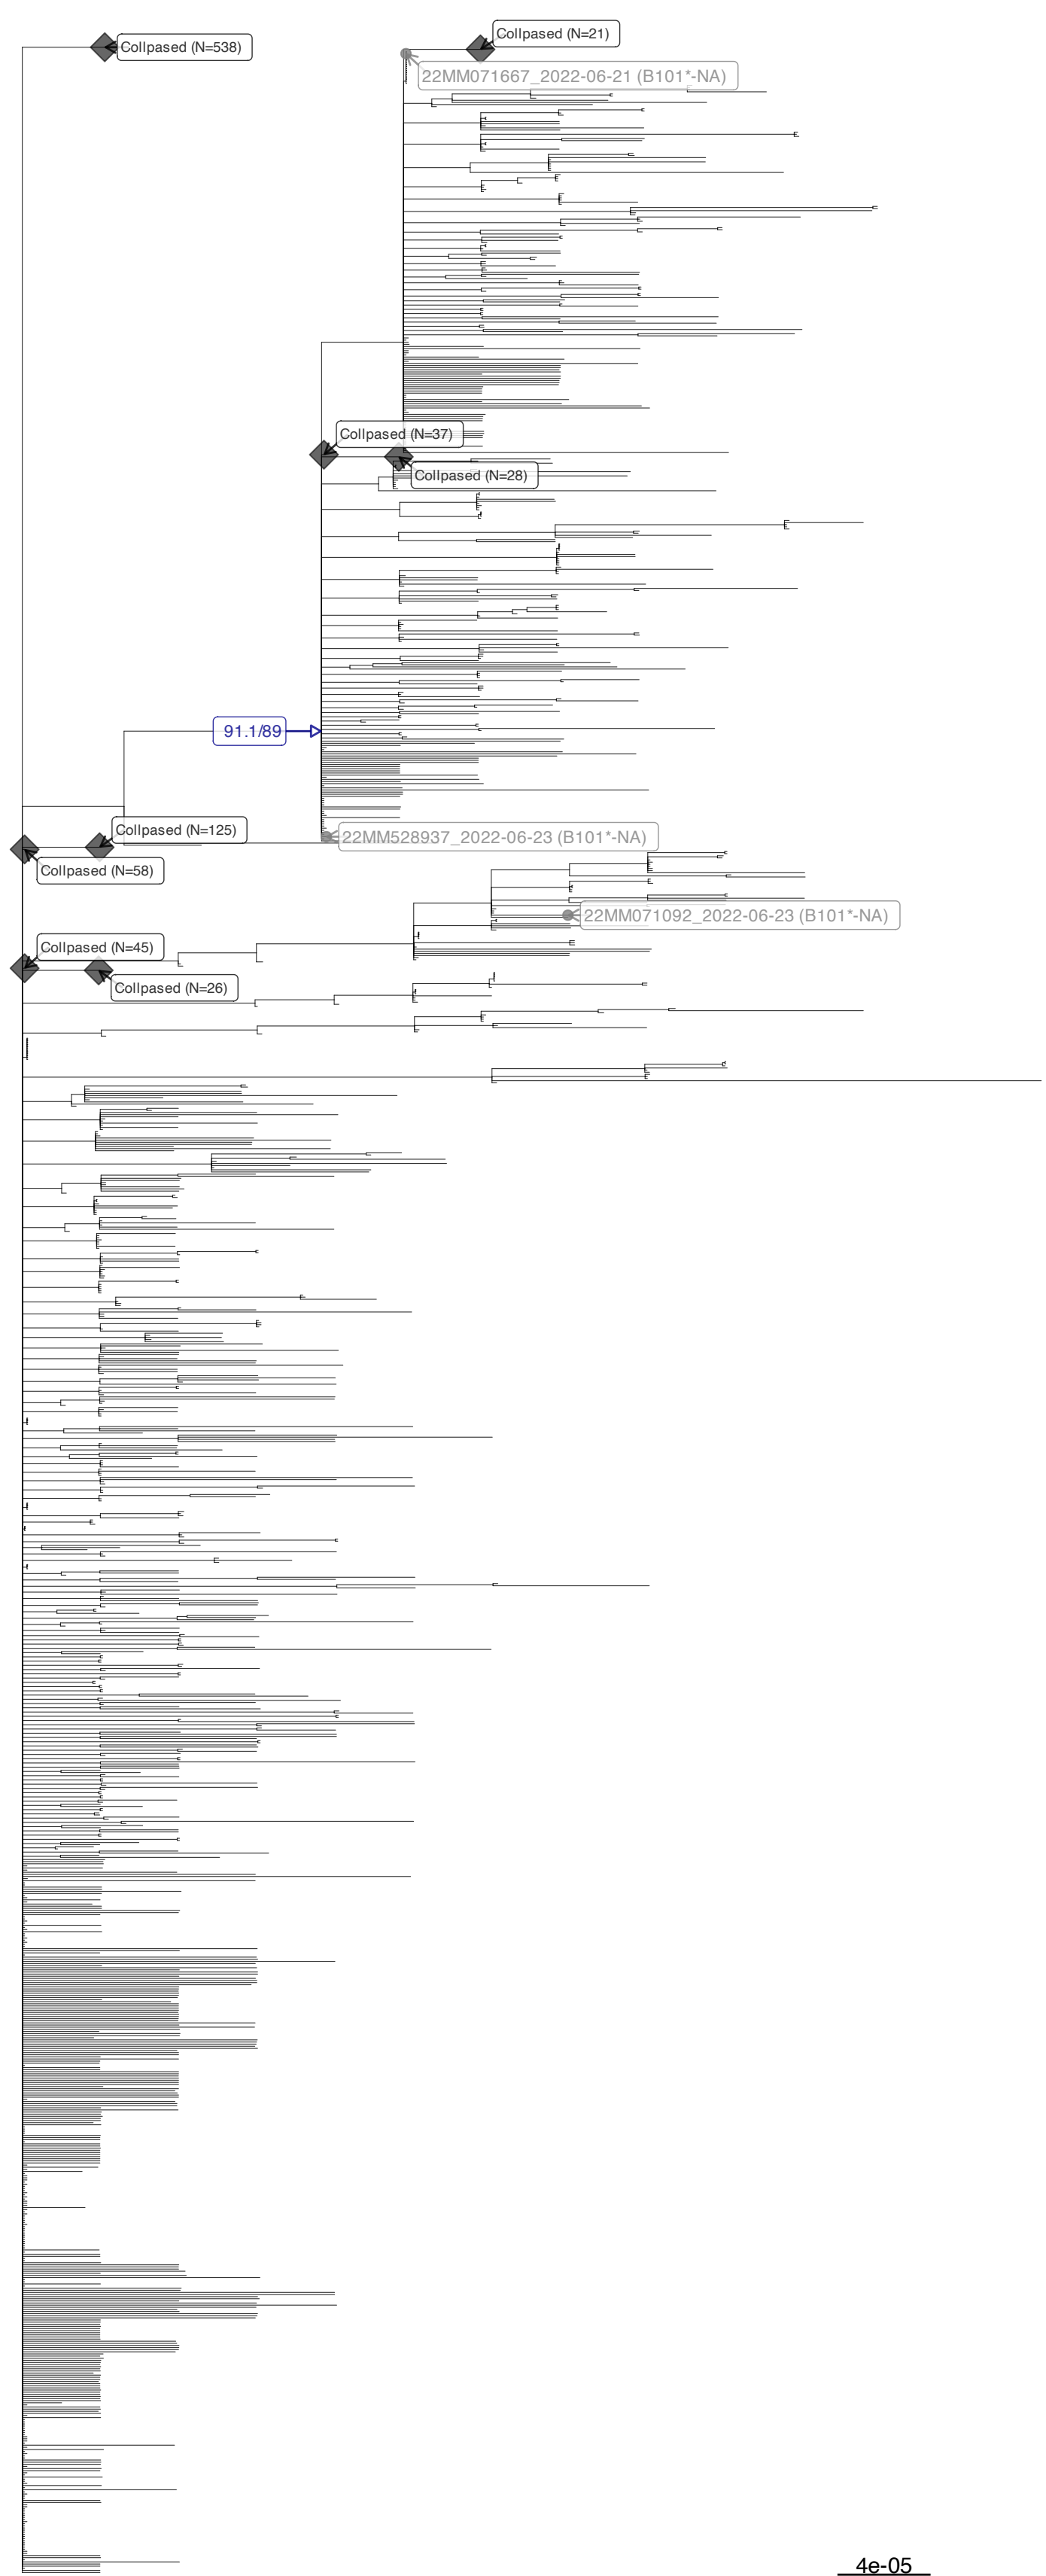 Collpased (N=21)
Collpased (N=538)
22MM071667_2022-06-21 (B101*-NA)
Collpased (N=37)
Collpased (N=28)
91.1/89
Collpased (N=125)
22MM528937_2022-06-23 (B101*-NA)
Collpased (N=58)
22MM071092_2022-06-23 (B101*-NA)
Collpased (N=45)
Collpased (N=26)
4e-05